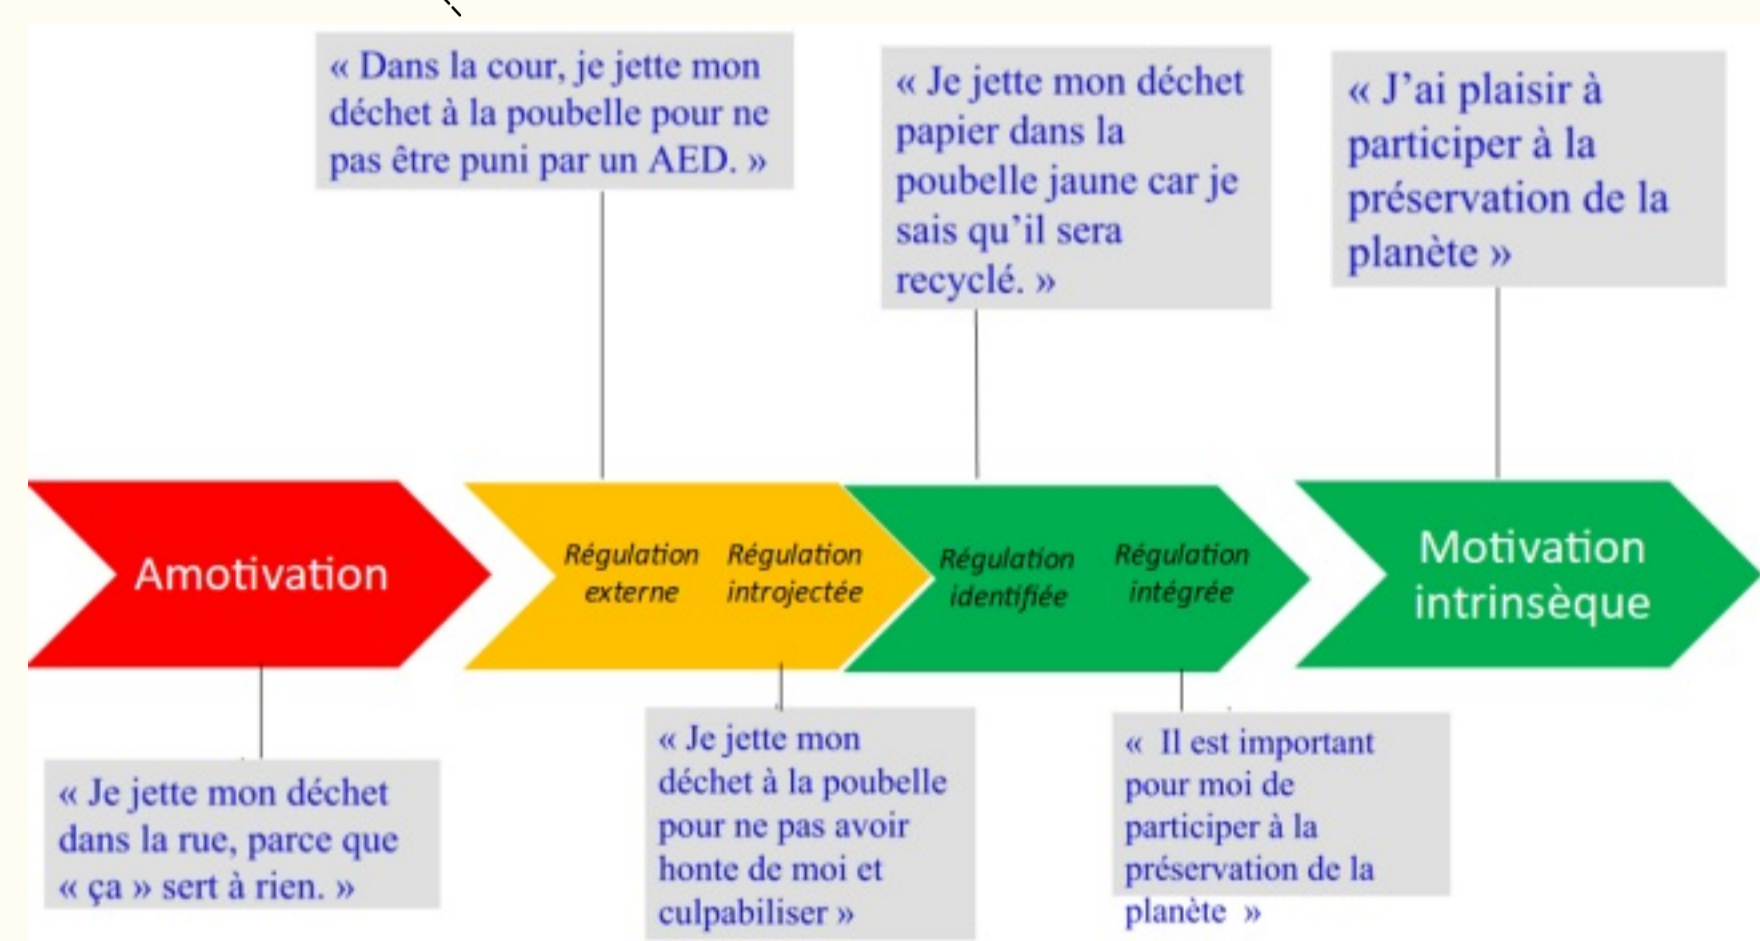 « Dans la cour, je jette mon
déchet à la poubelle pour ne
pas être puni par un AED. »
« Je jette mon déchet
papier dans la
poubelle jaune car je
sais qu’il sera
recyclé. »
« J’ai plaisir à
participer à la
préservation de la
planète »
Amotivation
Régulation
externe
Régulation
introjectée
Régulation
identifiée
Régulation
intégrée
Motivation
intrinsèque
« Je jette mon déchet
dans la rue, parce que
« ça » sert à rien. »
« Je jette mon
déchet à la poubelle
pour ne pas avoir
honte de moi et
culpabiliser »
« Il est important
pour moi de
participer à la
préservation de la
planète »